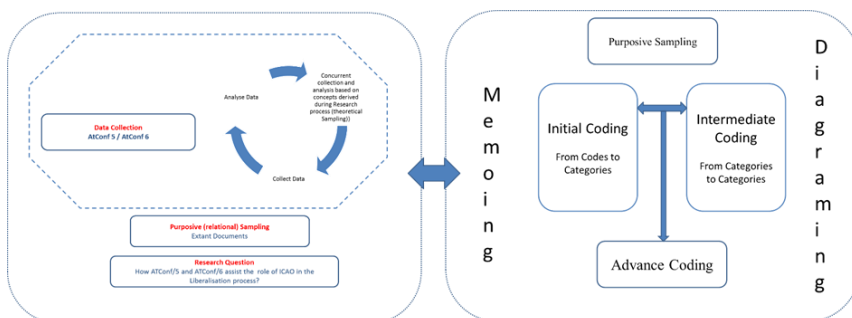 Analyse Data
Concurrent
collection and
analysis based on
concepts derived
during Research
process (theoretical
Sampling))
Data Collection
AtConf 5 / AtConf 6
Collect Data
Purposive (relational) Sampling
Extant Documents
Research Question
How ATConf/5 and ATConf/6 assist the role of ICAO in the
Liberalisation process?
Memoing
Purposive Sampling
Initial Coding
From Codes to
Categories
Intermediate
Coding
From Categories
to Categories
Advance Coding
Diagraming